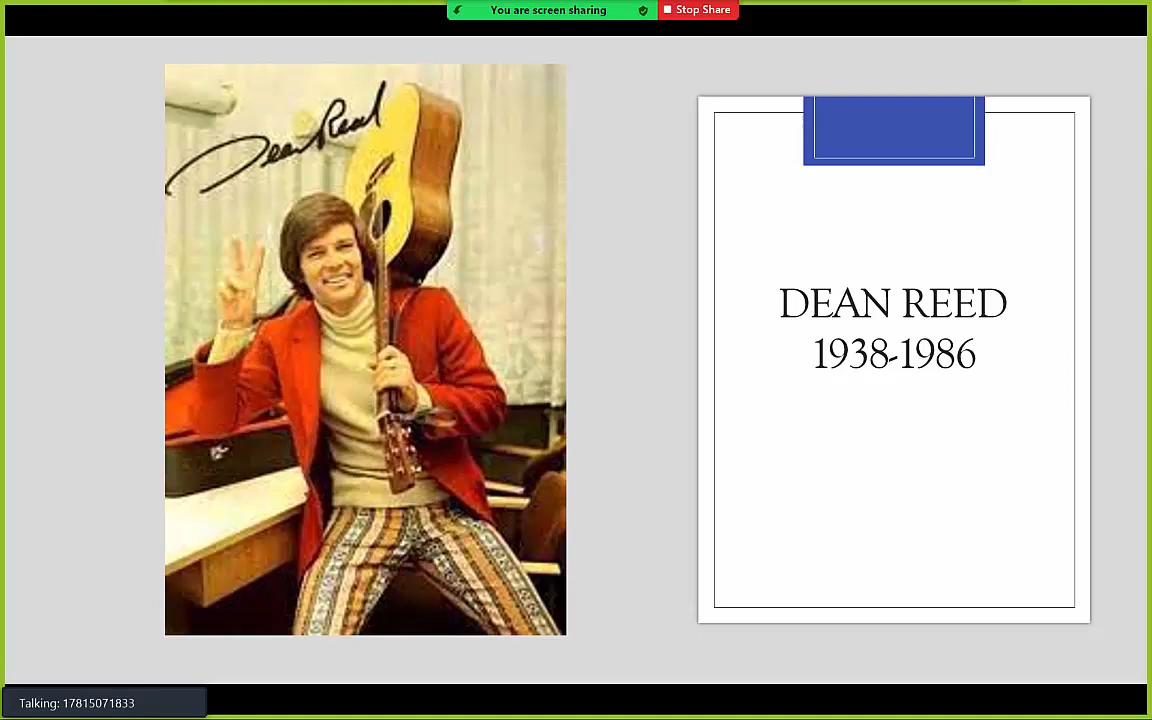 You are screen sharing Stop Share
Dean Reed
DEAN REED
1938-1986
Talking: 17815071833